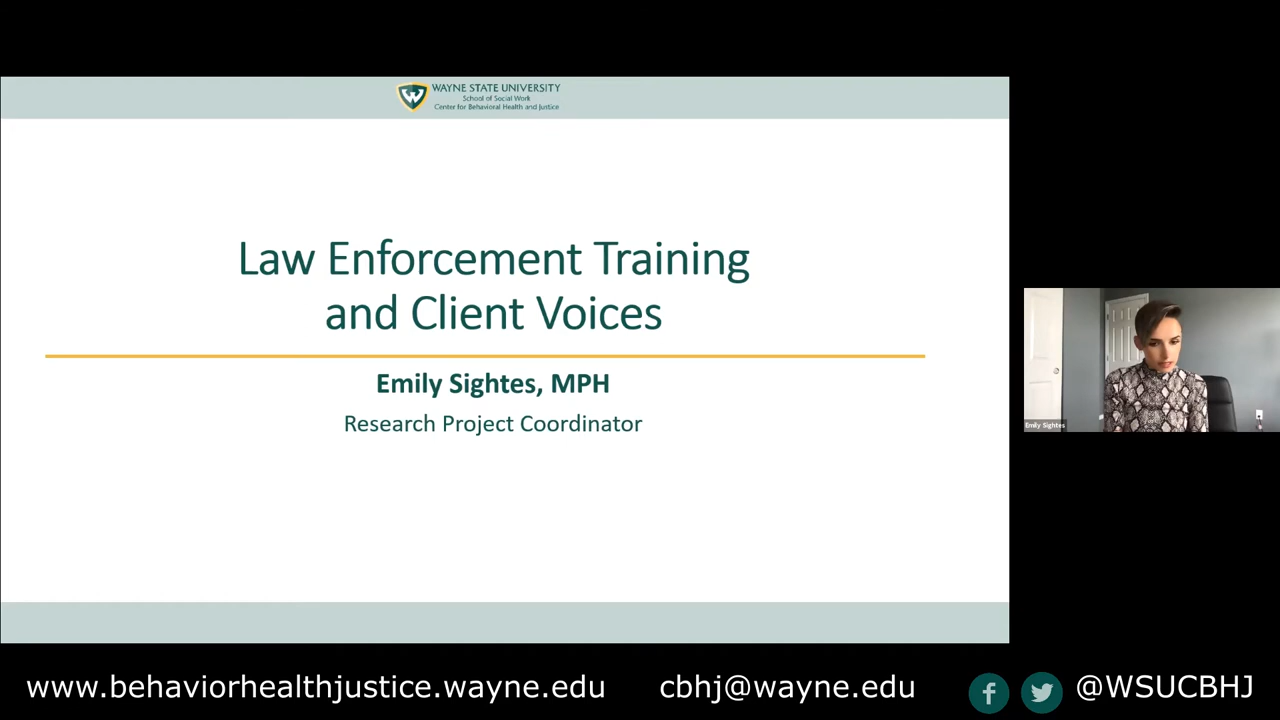 WAYNE STATE UNIVERSITY
School of Social Work
Center for Behavioral Health and Justice
Law Enforcement Training
and Client Voices
Emily Sightes, MPH
Research Project Coordinator
Emily Sightes
www.behaviorhealthjustice.wayne.edu
cbhj@wayne.edu
@WSUCBHJ